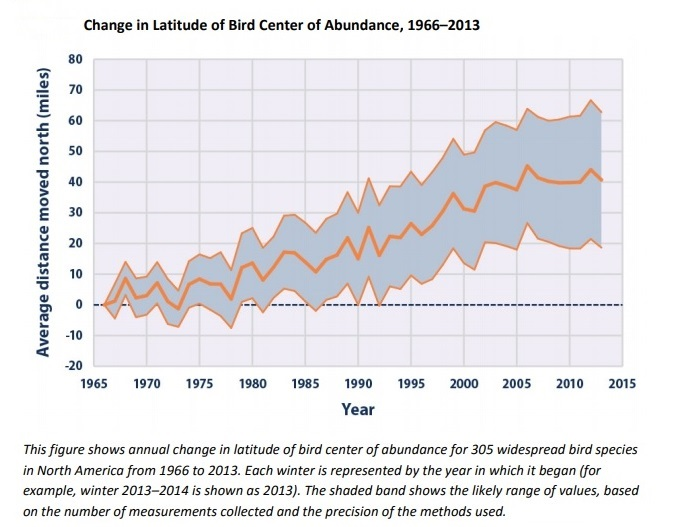 Change in Latitude of Bird Center of Abundance, 1966–2013
Average distance moved north (miles)
80
70
60
50
40
30
20
10
0
-10
-20
1965 1970 1975 1980 1985 1990 1995 2000 2005 2010 2015
Year
This figure shows annual change in latitude of bird center of abundance for 305 widespread bird species
in North America from 1966 to 2013. Each winter is represented by the year in which it began (for
example, winter 2013–2014 is shown as 2013). The shaded band shows the likely range of values, based
on the number of measurements collected and the precision of the methods used.